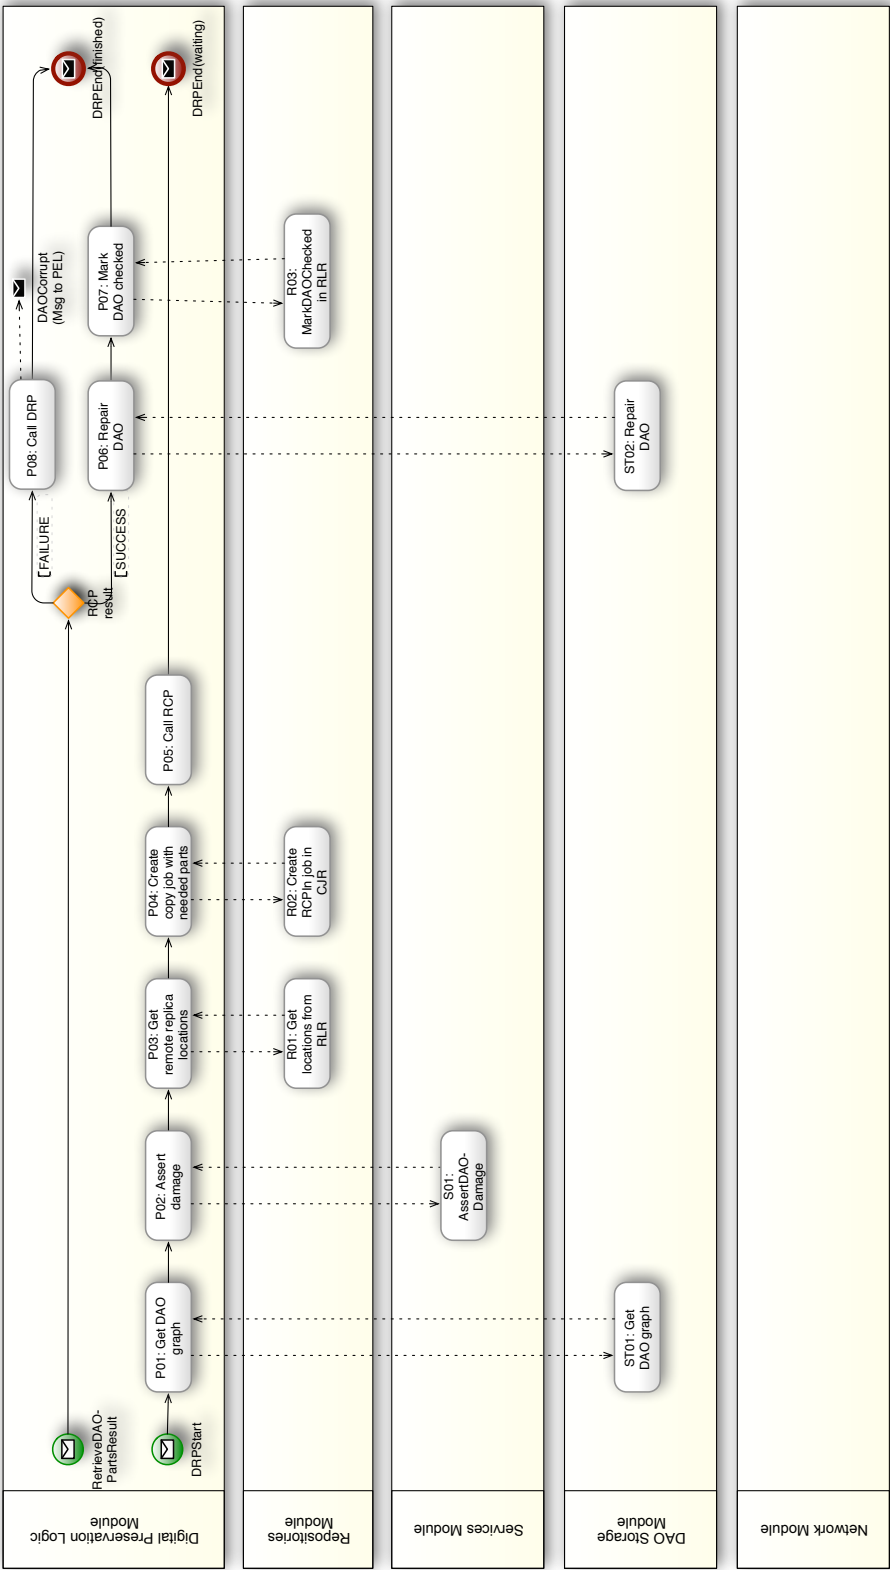 Digital Preservation Logic
Module
RetrieveDAO-
PartsResult
DRPStart
P01: Get DAO
graph
P02: Assert
damage
P03: Get
remote replica
locations
P04: Create
copy job with
needed parts
P05: Call RCP
RCP
result
[FAILURE
[SUCCESS
P08: Call DRP
P06: Repair
DAO
DAOCorrupt
(Msg to PEL)
P07: Mark
DAO checked
DRPEnd(finished)
DRPEnd(waiting)
Repositories
Module
R01: Get
locations from
RLR
R02: Create
RCPIn job in
CJR
R03:
MarkDAOChecked
in RLR
Services Module
S01:
AssertDAO-
Damage
DAO Storage
Module
ST01: Get
DAO graph
ST02: Repair
DAO
Network Module